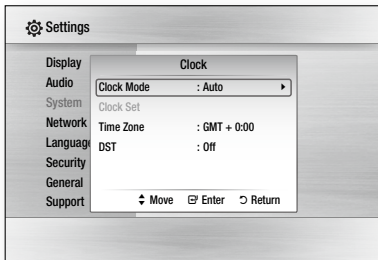 Settings
Display
Audio
System
Network
Languag
Security
General
Support
Clock
Clock Mode : Auto
Clock Set
Time Zone : GMT + 0:00
DST : Off
Move Enter Return